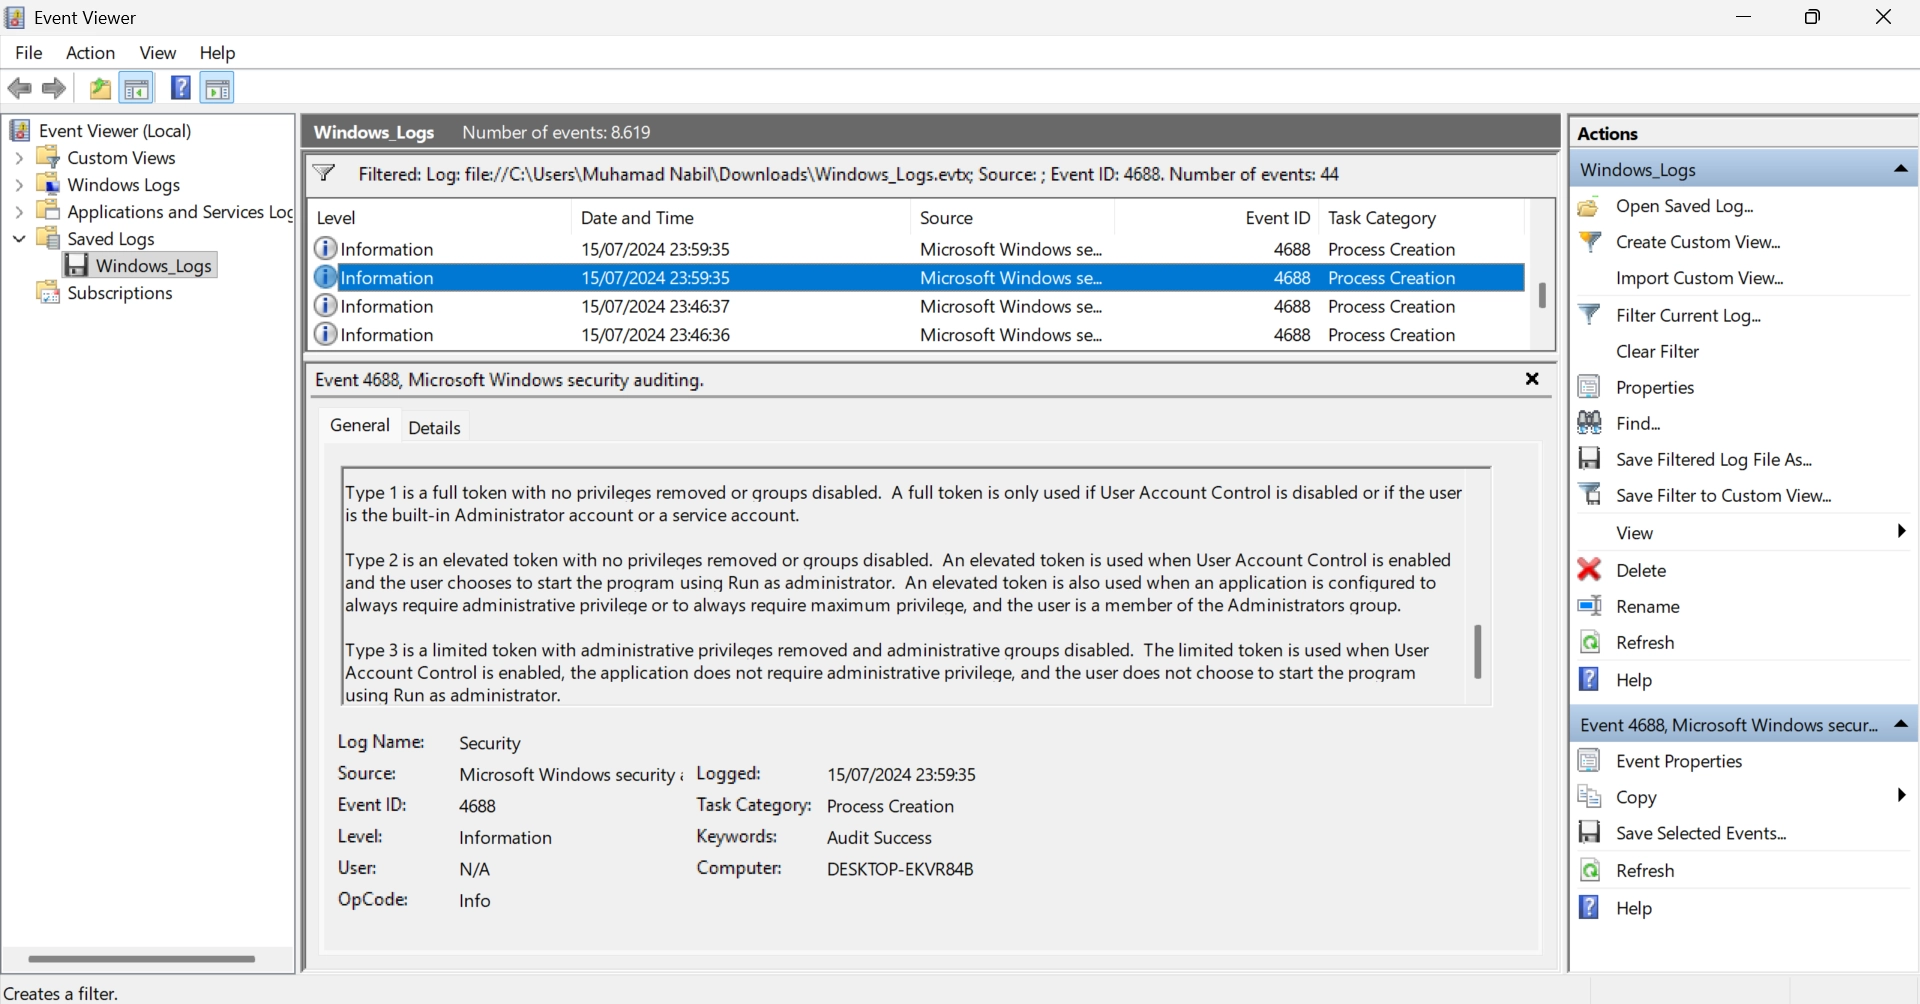 Event Viewer
File Action View Help
Event Viewer (Local)
Custom Views
Windows Logs
Applications and Services Log
Saved Logs
Windows_Logs
Subscriptions
Windows_Logs Number of events: 8.619
Filtered: Log: file://C:\Users\Muhamad Nabil\Downloads\Windows_Logs.evtx; Source: ; Event ID: 4688. Number of events: 44
Level Date and Time Source Event ID Task Category
Information 15/07/2024 23:59:35 Microsoft Windows se... 4688 Process Creation
Information 15/07/2024 23:59:35 Microsoft Windows se... 4688 Process Creation
Information 15/07/2024 23:46:37 Microsoft Windows se... 4688 Process Creation
Information 15/07/2024 23:46:36 Microsoft Windows se... 4688 Process Creation
Event 4688, Microsoft Windows security auditing.
General Details
Type 1 is a full token with no privileges removed or groups disabled. A full token is only used if User Account Control is disabled or if the user
is the built-in Administrator account or a service account.
Type 2 is an elevated token with no privileges removed or groups disabled. An elevated token is used when User Account Control is enabled
and the user chooses to start the program using Run as administrator. An elevated token is also used when an application is configured to
always require administrative privilege or to always require maximum privilege, and the user is a member of the Administrators group.
Type 3 is a limited token with administrative privileges removed and administrative groups disabled. The limited token is used when User
Account Control is enabled, the application does not require administrative privilege, and the user does not choose to start the program
using Run as administrator.
Log Name: Security
Source: Microsoft Windows security Logged: 15/07/2024 23:59:35
Event ID: 4688 Task Category: Process Creation
Level: Information Keywords: Audit Success
User: N/A Computer: DESKTOP-EKVR84B
OpCode: Info
Actions
Windows_Logs
Open Saved Log...
Create Custom View...
Import Custom View...
Filter Current Log...
Clear Filter
Properties
Find...
Save Filtered Log File As...
Save Filter to Custom View...
View
Delete
Rename
Refresh
Help
Event 4688, Microsoft Windows secur...
Event Properties
Copy
Save Selected Events...
Refresh
Help
Creates a filter.